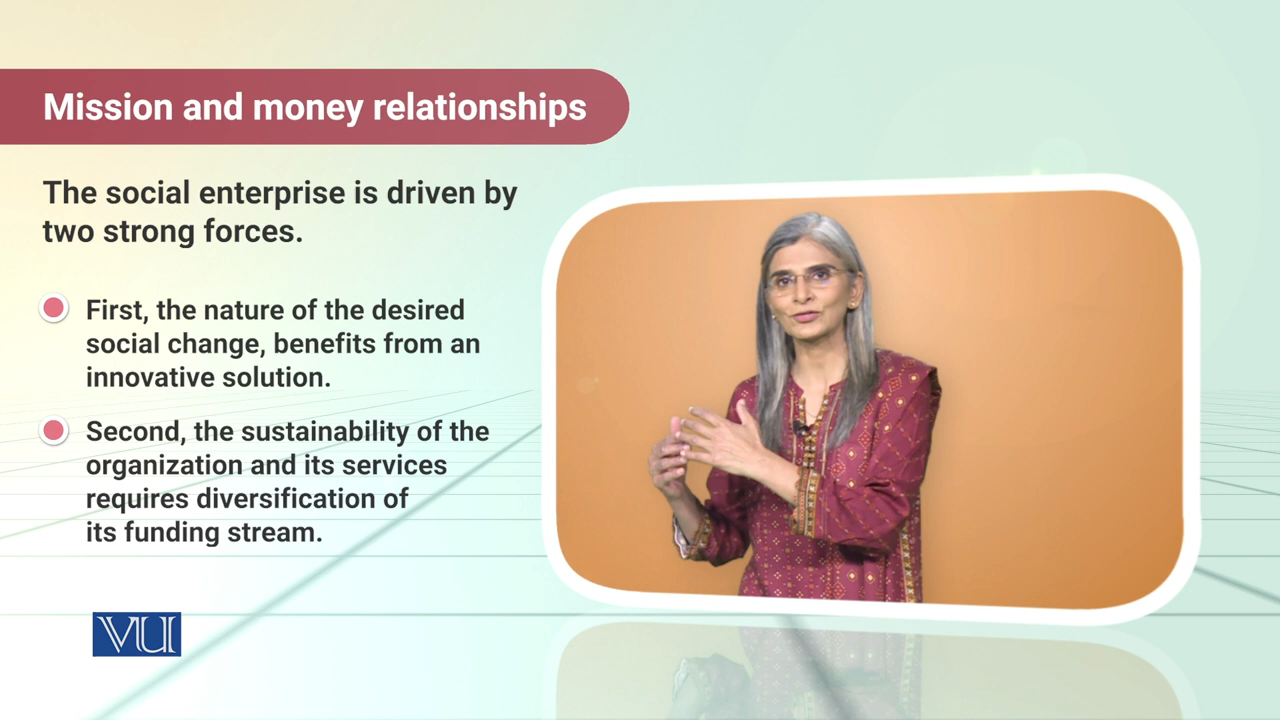 Mission and money relationships
The social enterprise is driven by
two strong forces.
First, the nature of the desired
social change, benefits from an
innovative solution.
Second, the sustainability of the
organization and its services
requires diversification of
its funding stream.
VU